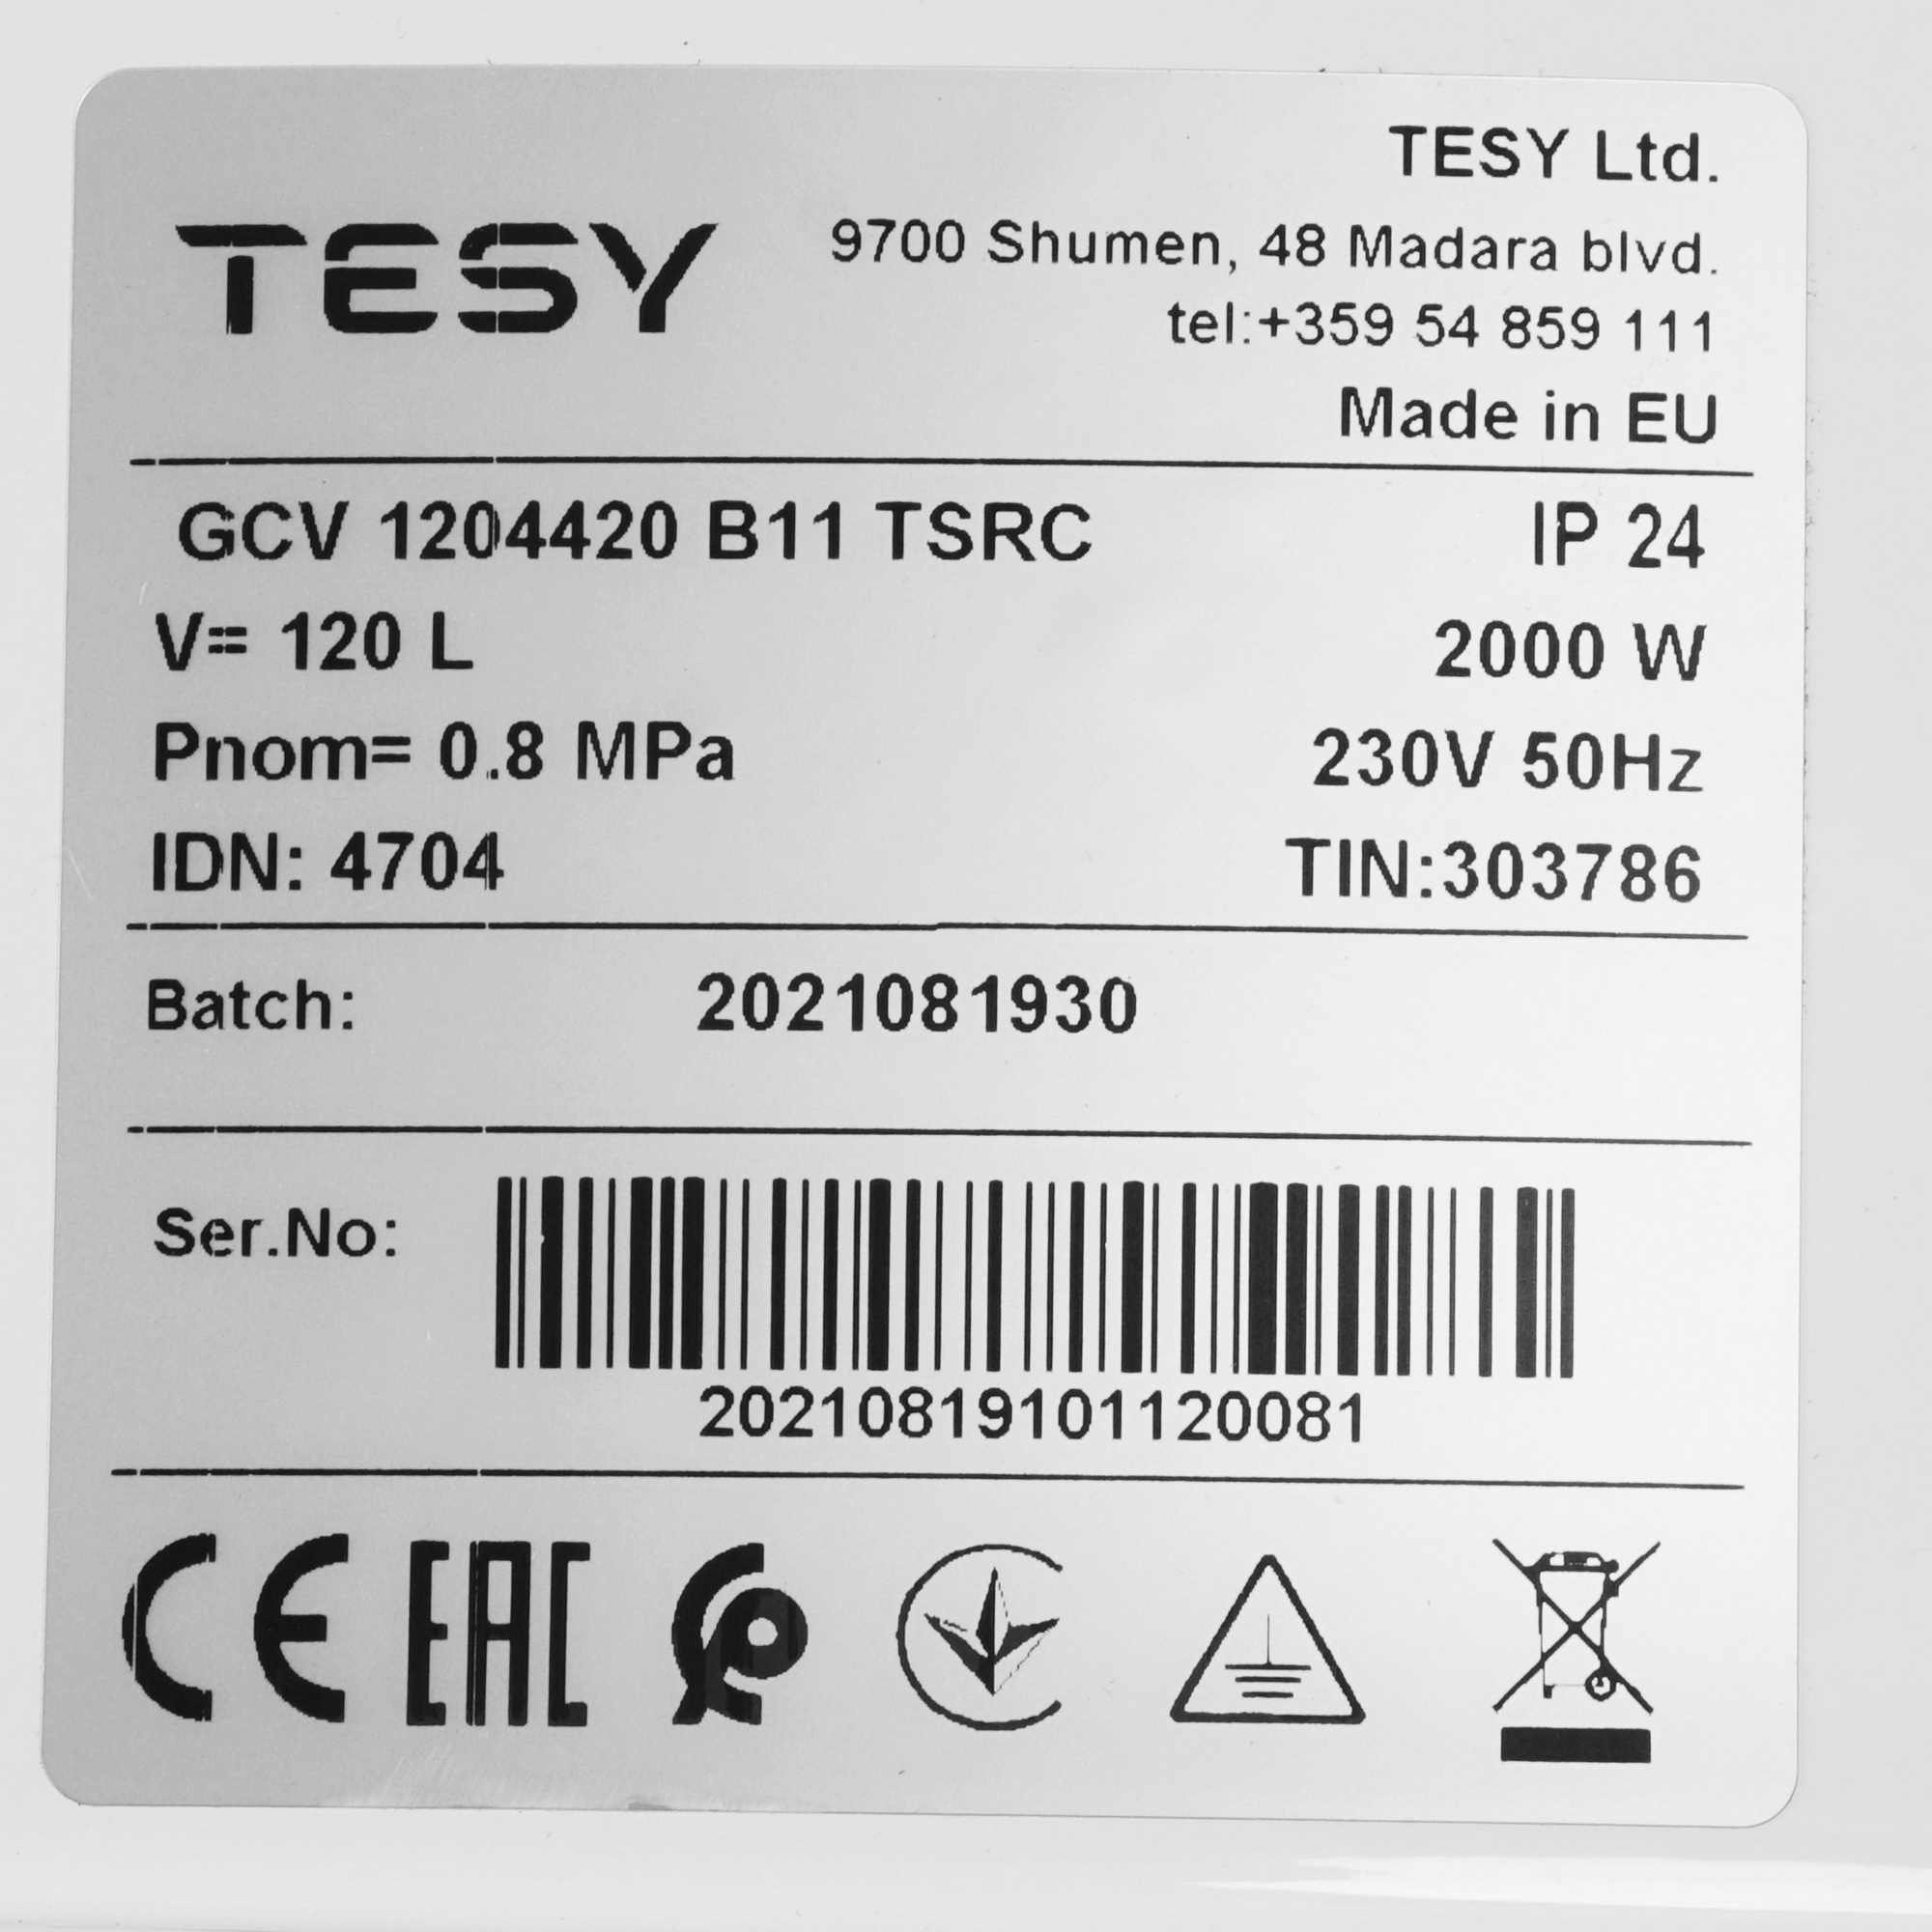 TESY
TESY Ltd.
9700 Shumen, 48 Madara blvd.
tel:+359 54 859 111
Made in EU
GCV 1204420 B11 TSRC IP 24
V= 120 L 2000 W
Pnom= 0.8 MPa 230V 50Hz
IDN: 4704 TIN:303786
Batch: 2021081930
Ser.No:
20210819101120081
CE EAC